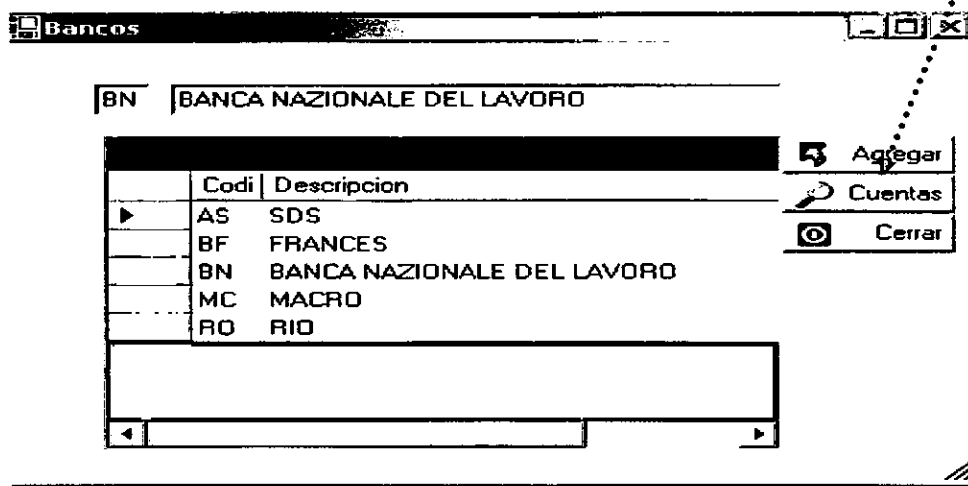 Bancos
BN BANCA NAZIONALE DEL LAVORO
Agregar
Codi Descripcion
Cuentas
AS SDS
Cerrar
BF FRANCES
BN BANCA NAZIONALE DEL LAVORO
MC MACRO
RO RIO